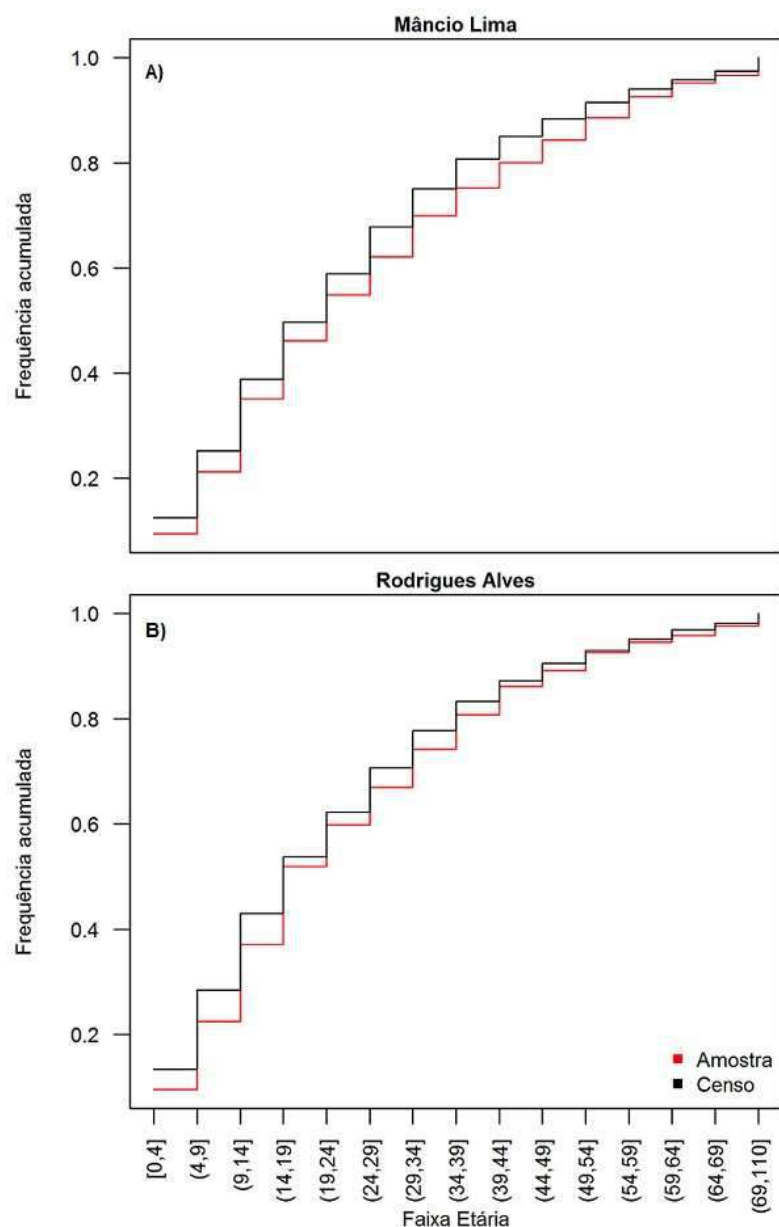 Mâncio Lima
A)
1.0
0.8
0.6
0.4
0.2
Frequência acumulada
Rodrigues Alves
B)
1.0
0.8
0.6
0.4
0.2
Frequência acumulada
Amostra
Censo
[0,4]
(4,9]
(9,14]
(14,19]
(19,24]
(24,29]
(29,34]
(34,39]
(39,44]
(44,49]
(49,54]
(54,59]
(59,64]
(64,69]
(69,110]
Faixa Etária